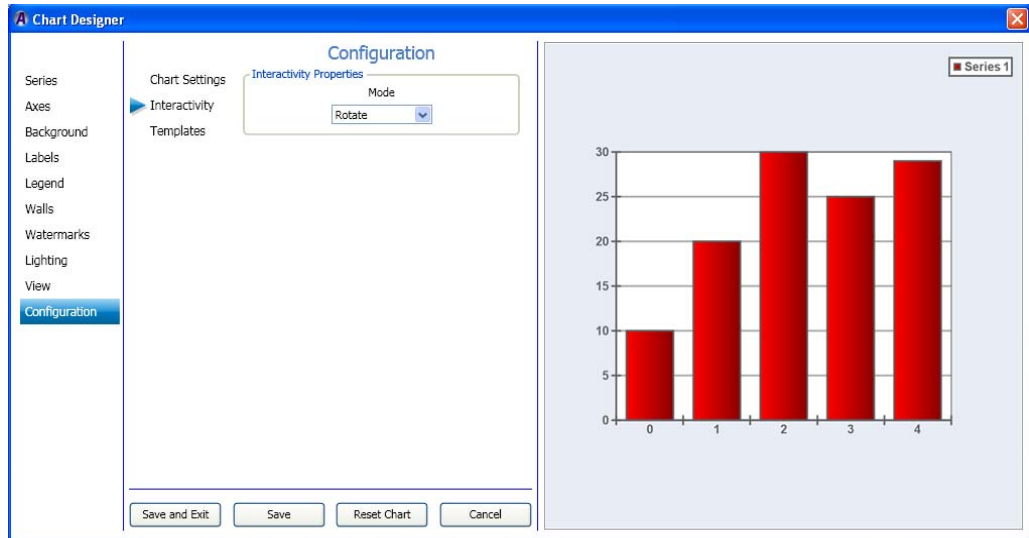 Chart Designer
Series
Axes
Background
Labels
Legend
Walls
Watermarks
Lighting
View
Configuration
Configuration
Chart Settings
Interactivity
Templates
Interactivity Properties
Mode
Rotate
Save and Exit
Save
Reset Chart
Cancel
Series 1
30
25
20
15
10
5
0
0 1 2 3 4